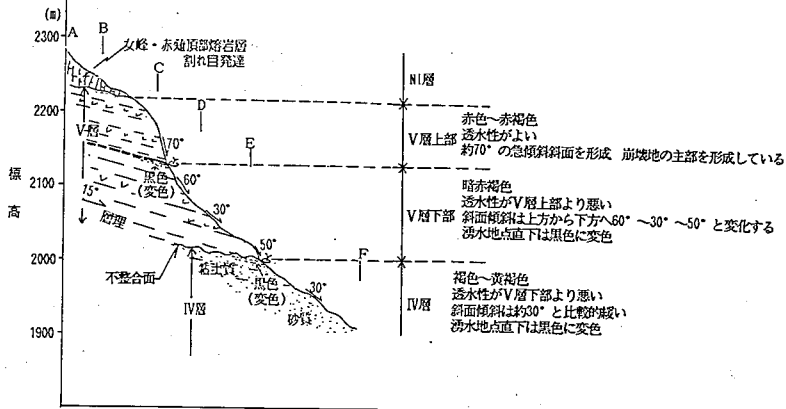 (m)
2300
2200
2100
2000
1900
標
高
A
B
C
D
E
F
女峰・赤薙頂部熔岩層
割れ目発達
V層
70°
黒色
(変色)
60°
15°
層理
30°
50°
不整合面
粘土質
黒色
(変色)
30°
IV層
砂質
NI層
V層上部
赤色～赤褐色
透水性がよい
約70°の急傾斜斜面を形成 崩壊地の主部を形成している
V層下部
暗赤褐色
透水性がV層上部より悪い
斜面傾斜は上方から下方へ60°～30°～50°と変化する
湧水地点直下は黒色に変色
IV層
褐色～黄褐色
透水性がV層下部より悪い
斜面傾斜は約30°と比較的緩い
湧水地点直下は黒色に変色